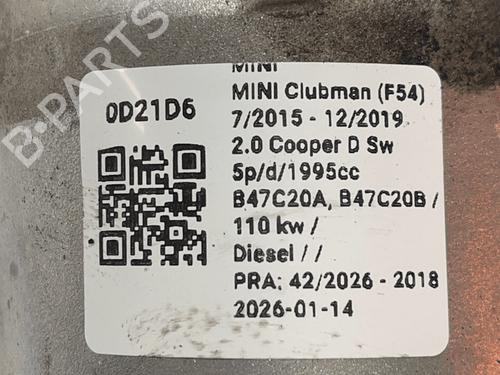 B-PARTS
MINI
0D21D6
MINI Clubman (F54)
7/2015 - 12/2019
2.0 Cooper D Sw
5p/d/1995cc
B47C20A, B47C20B /
110 kw /
Diesel / /
PRA: 42/2026 - 2018
2026-01-14